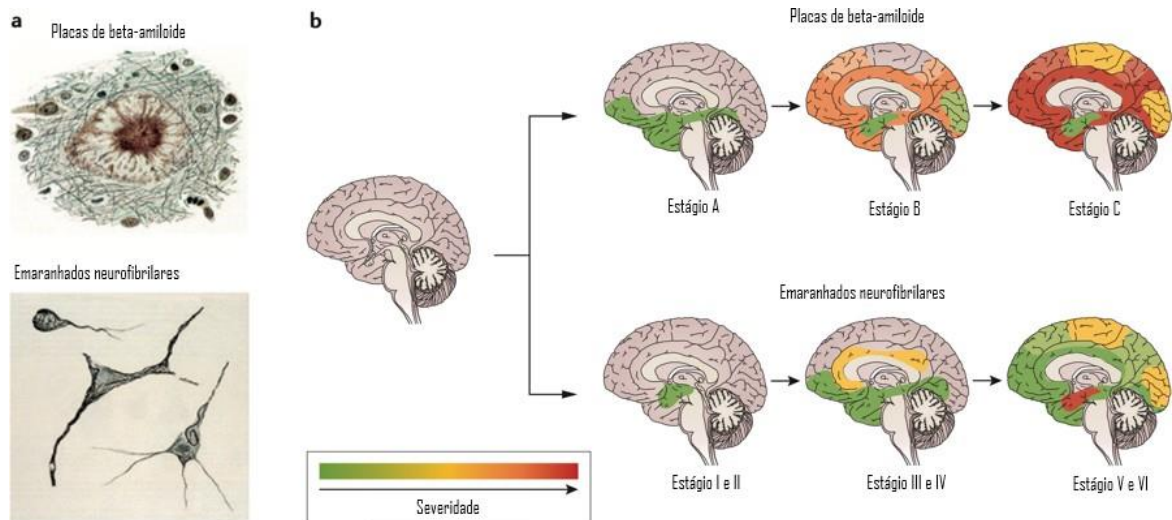 a
Placas de beta-amiloide
Emaranhados neurofibrilares
b
Placas de beta-amiloide
Estágio A
Estágio B
Estágio C
Emaranhados neurofibrilares
Estágio I e II
Estágio III e IV
Estágio V e VI
Severidade